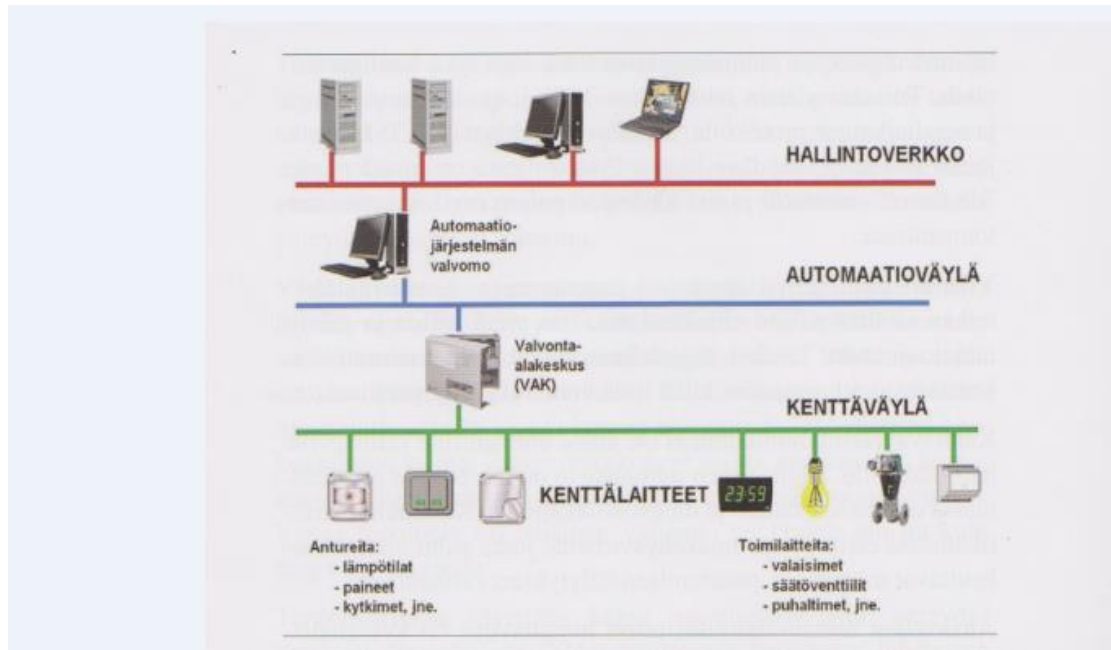 HALLINTOVERKKO
Automaatio-
järjestelmän
valvomo
AUTOMAATIOVÄYLÄ
Valvonta-
alakeskus
(VAK)
KENTTÄVÄYLÄ
KENTTÄLAITTEET
23:59
Antureita:
- lämpötilat
- paineet
- kytkimet, jne.
Toimilaitteita:
- valaisimet
- säätöventtiilit
- puhaltimet, jne.